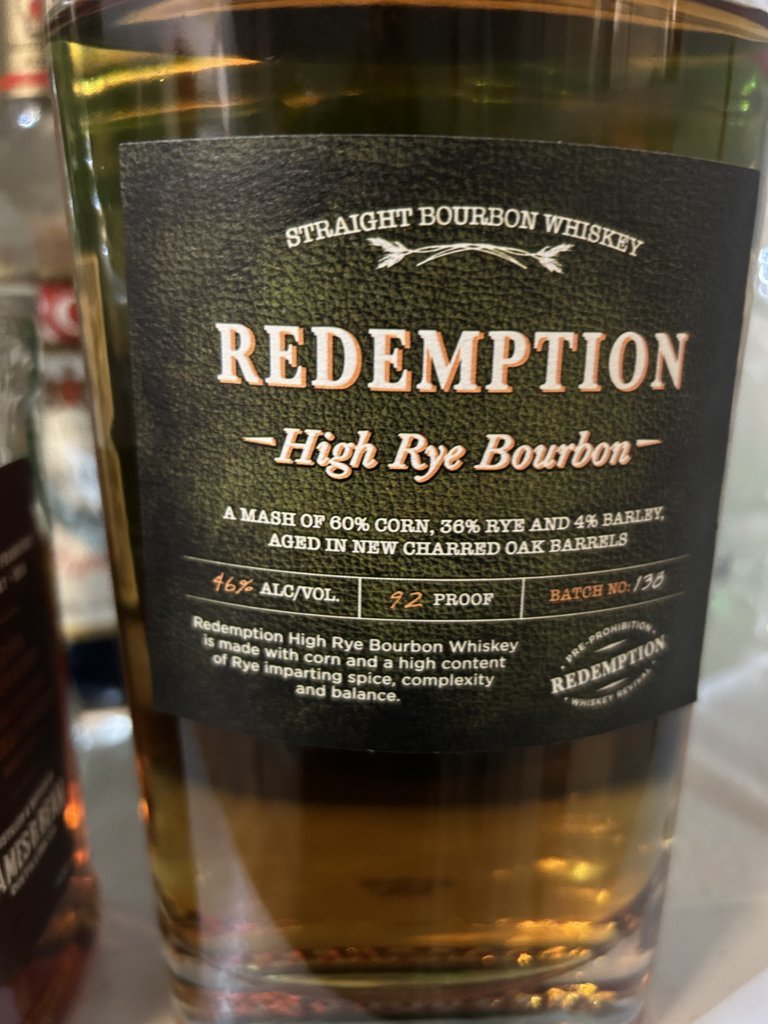 STRAIGHT BOURBON WHISKEY
REDEMPTION
High Rye Bourbon
A MASH OF 60% CORN, 36% RYE AND 4% BARLEY,
AGED IN NEW CHARRED OAK BARRELS
46% ALC/VOL.
92 PROOF
BATCH NO: 138
Redemption High Rye Bourbon Whiskey
is made with corn and a high content
of Rye imparting spice, complexity
and balance.
· PRE-PROHIBITION ·
REDEMPTION
· WHISKEY REVIVAL ·